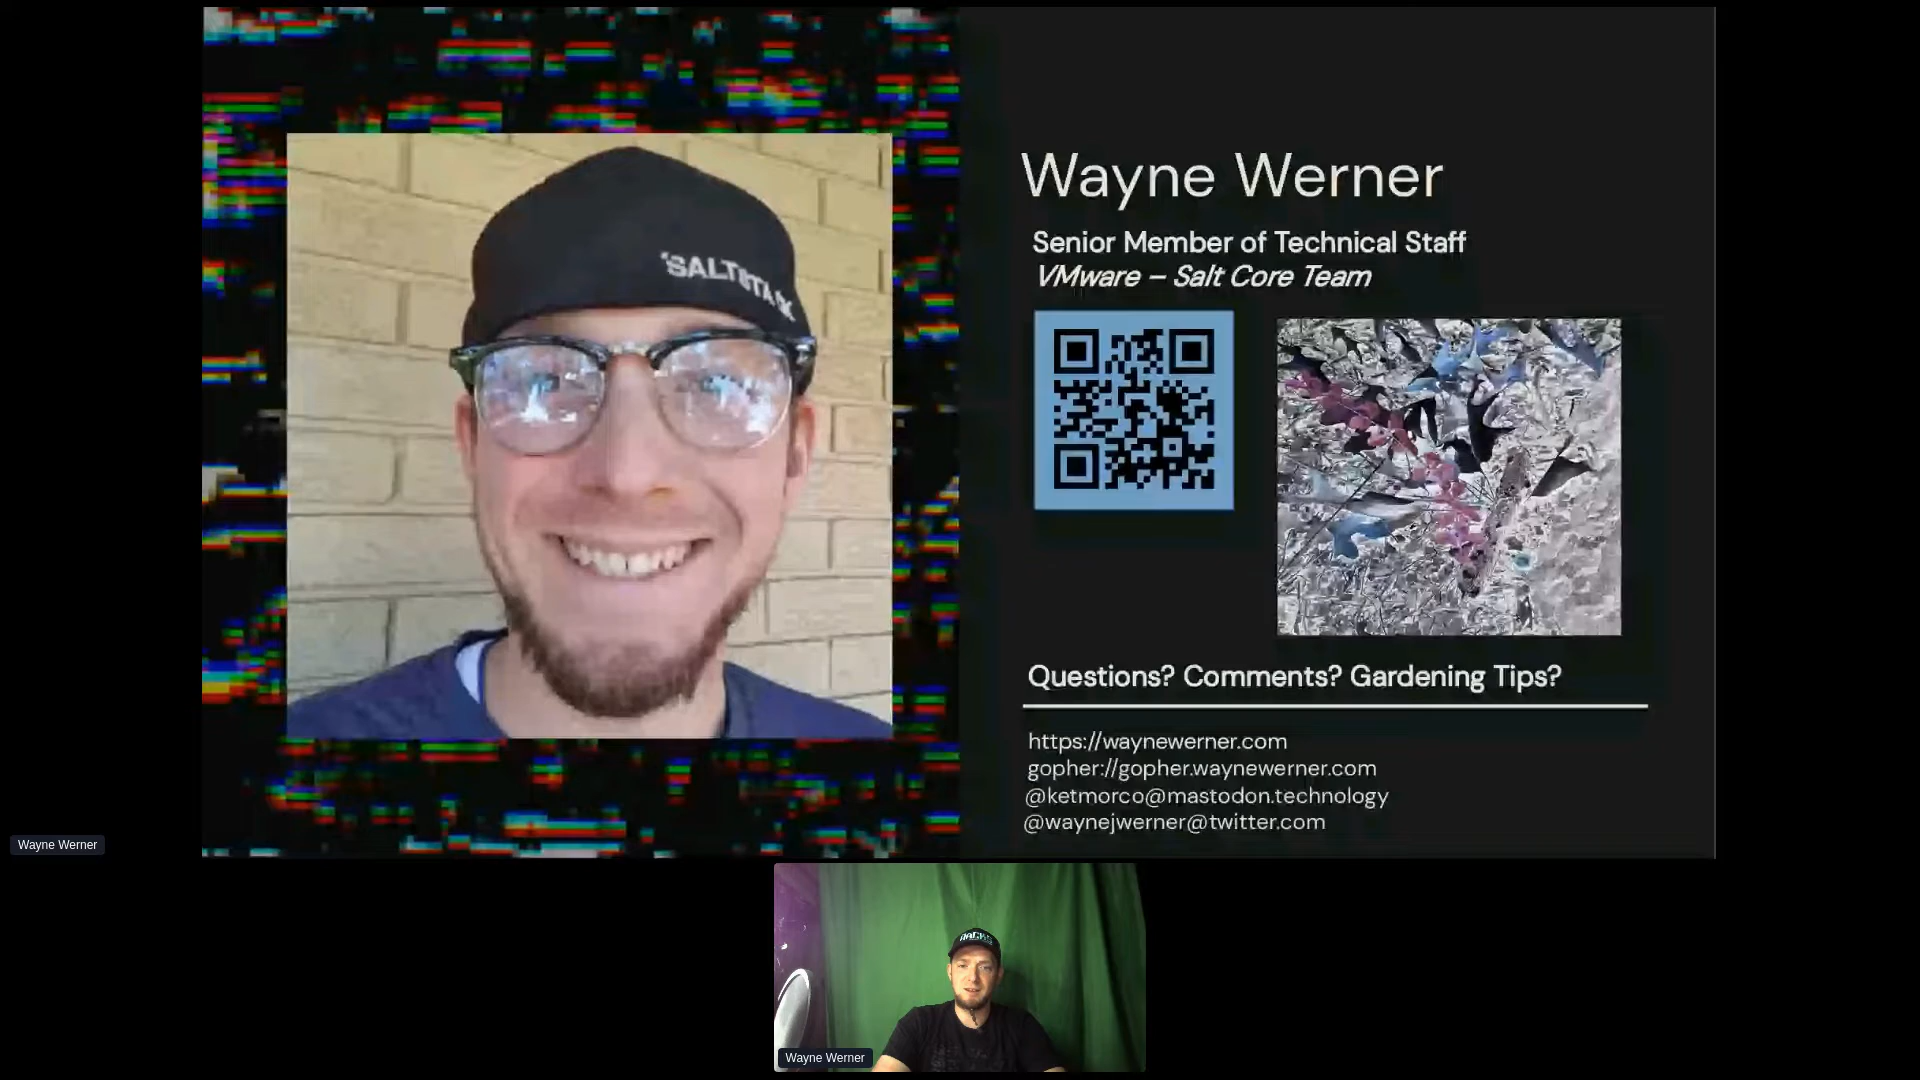 'SALTSTACK
Wayne Werner
Senior Member of Technical Staff
VMware – Salt Core Team
Questions? Comments? Gardening Tips?
https://waynewerner.com
gopher://gopher.waynewerner.com
@ketmorco@mastodon.technology
@waynejwerner@twitter.com
Wayne Werner
Wayne Werner